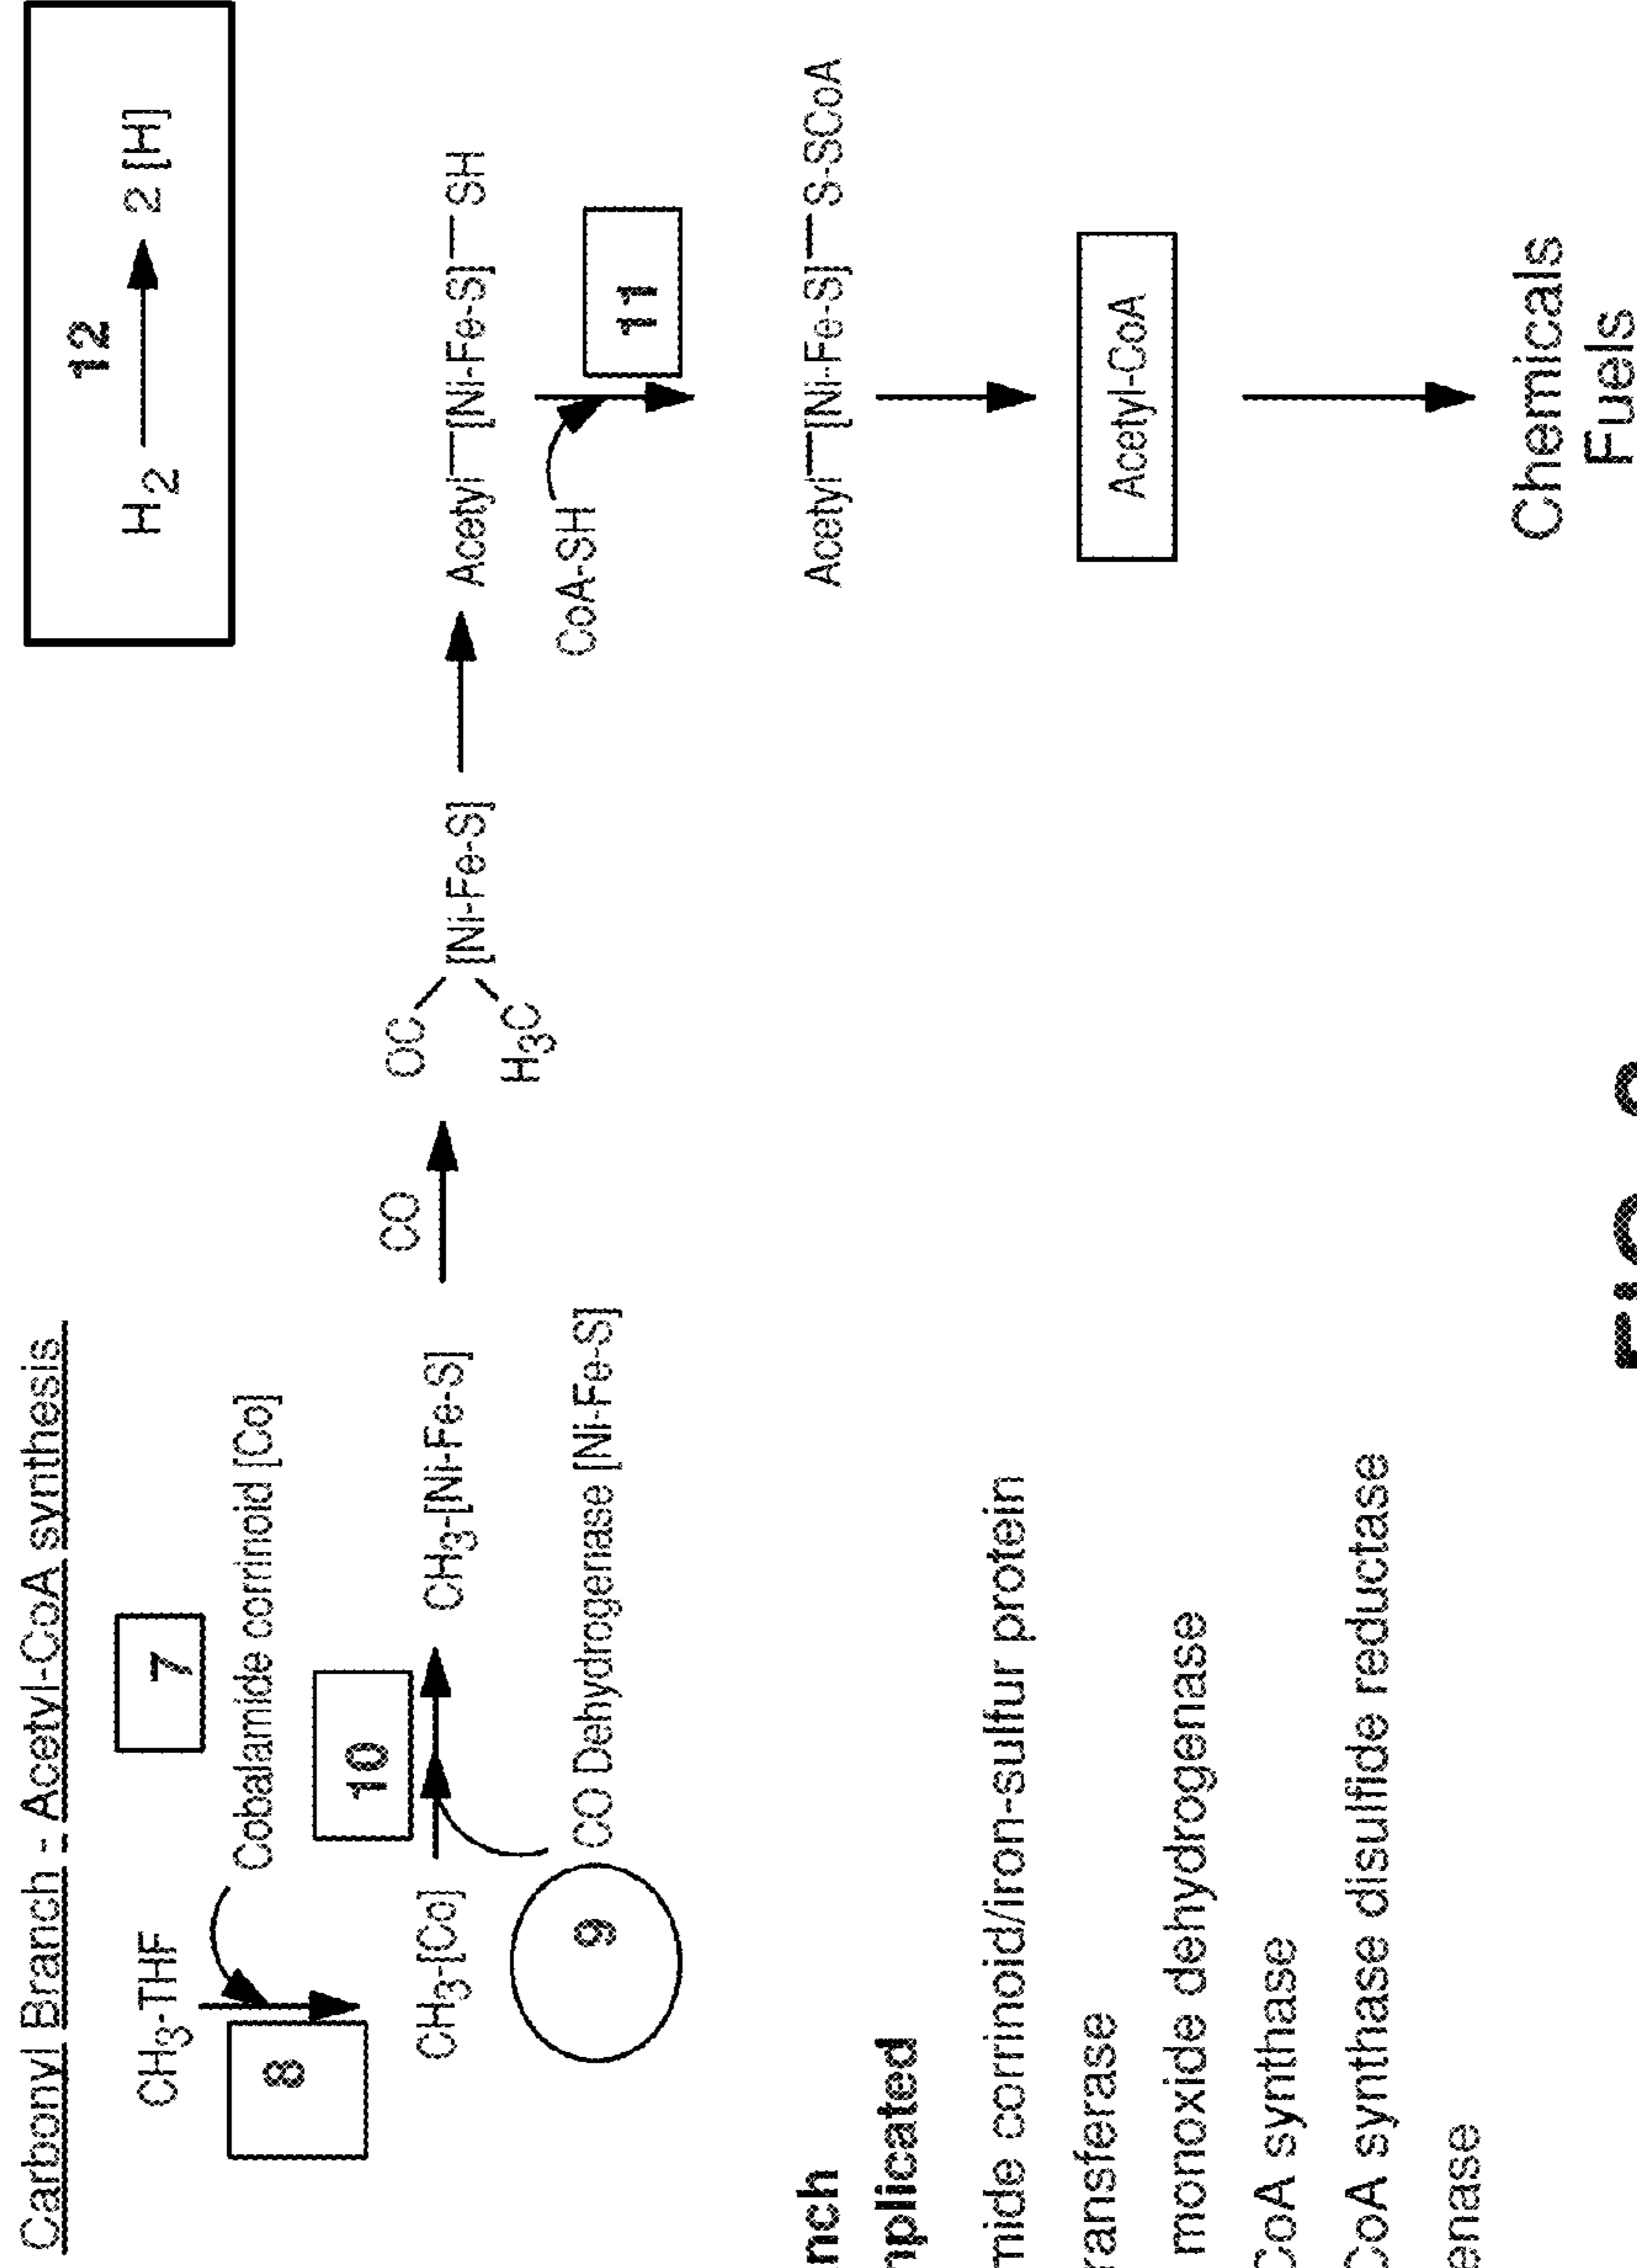 Carbonyl Branch - Acetyl-CoA synthesis
12
H2 2 [H]
7
CH3-THF
8
Cobalamide corrinoid [Co]
10
CH3-[Co]
CH3-[Ni-Fe-S]
CO
OC
H3C
[Ni-Fe-S]
Acetyl—[Ni-Fe-S]—SH
9
CO Dehydrogenase [Ni-Fe-S]
CoA-SH
11
Acetyl—[Ni-Fe-S]—S-SCoA
Acetyl-CoA
Chemicals
Fuels
nch
plicated
mide corrinoid/iron-sulfur protein
ransferase
monoxide dehydrogenase
CoA synthase
CoA synthase disulfide reductase
enase